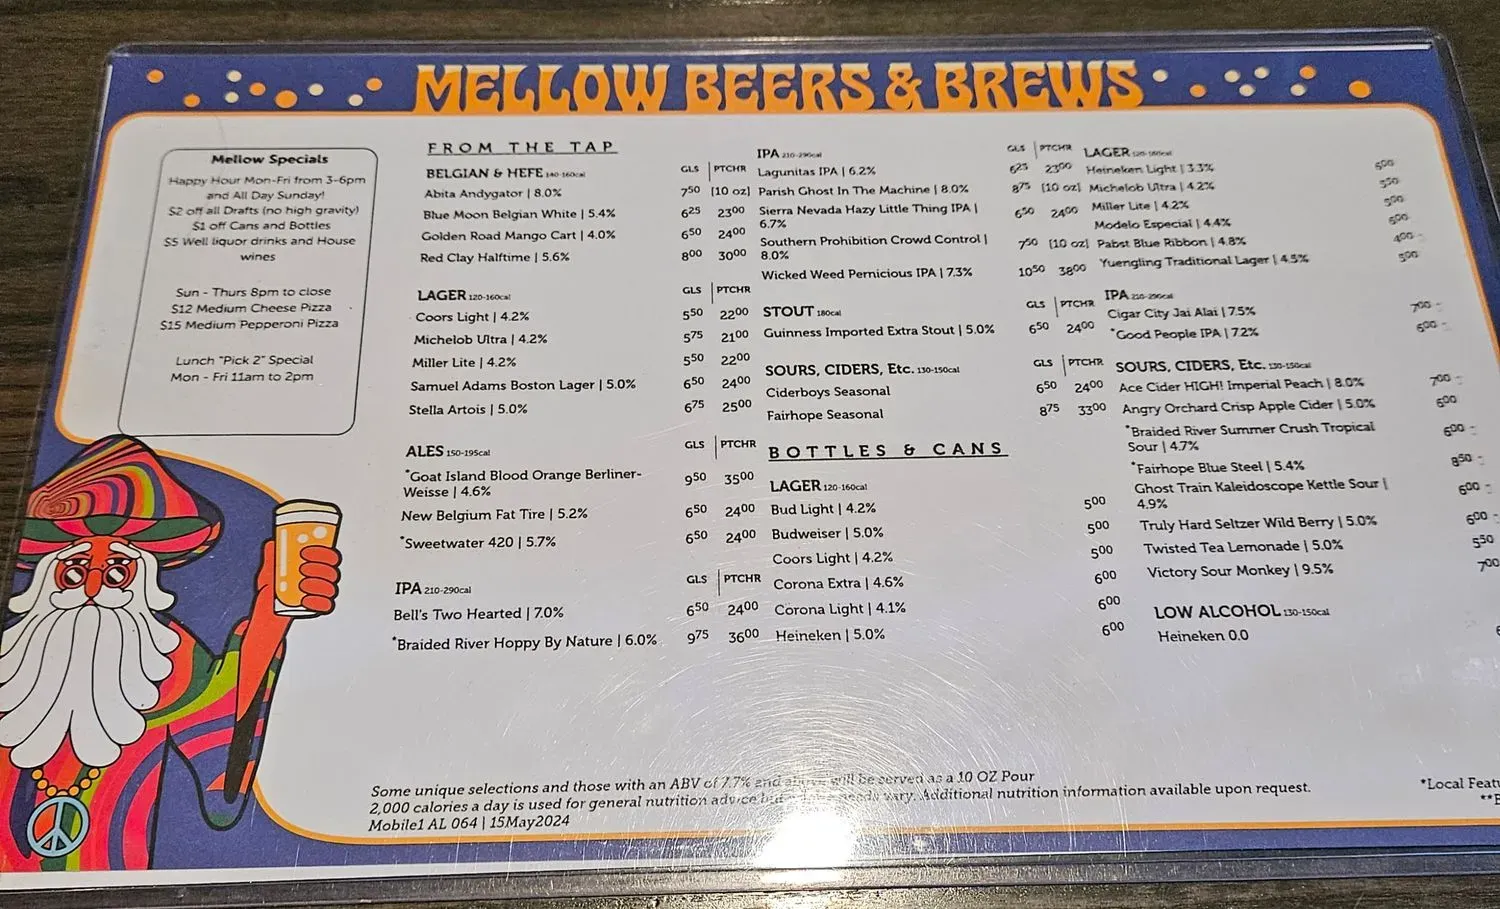 MELLOW BEERS & BREWS
Mellow Specials
Happy Hour Mon-Fri from 3-6pm
and All Day Sunday!
$2 off all Drafts (no high gravity)
$1 off Cans and Bottles
$5 Well liquor drinks and House
wines
Sun - Thurs 8pm to close
$12 Medium Cheese Pizza
$15 Medium Pepperoni Pizza
Lunch "Pick 2" Special
Mon - Fri 11am to 2pm
FROM THE TAP
BELGIAN & HEFE 140-160cal GLS | PTCHR
Abita Andygator | 8.0% 7⁵⁰ [10 oz]
Blue Moon Belgian White | 5.4% 6²⁵ 23⁰⁰
Golden Road Mango Cart | 4.0% 6⁵⁰ 24⁰⁰
Red Clay Halftime | 5.6% 8⁰⁰ 30⁰⁰
LAGER 120-160cal GLS | PTCHR
Coors Light | 4.2% 5⁵⁰ 22⁰⁰
Michelob Ultra | 4.2% 5⁷⁵ 21⁰⁰
Miller Lite | 4.2% 5⁵⁰ 22⁰⁰
Samuel Adams Boston Lager | 5.0% 6⁵⁰ 24⁰⁰
Stella Artois | 5.0% 6⁷⁵ 25⁰⁰
ALES 150-195cal GLS | PTCHR
*Goat Island Blood Orange Berliner-
Weisse | 4.6% 9⁵⁰ 35⁰⁰
New Belgium Fat Tire | 5.2% 6⁵⁰ 24⁰⁰
*Sweetwater 420 | 5.7% 6⁵⁰ 24⁰⁰
IPA 210-290cal GLS | PTCHR
Bell's Two Hearted | 7.0% 6⁵⁰ 24⁰⁰
*Braided River Hoppy By Nature | 6.0% 9⁷⁵ 36⁰⁰
IPA 210-290cal GLS | PTCHR
Lagunitas IPA | 6.2% 6²⁵ 23⁰⁰
Parish Ghost In The Machine | 8.0% 8⁷⁵ [10 oz]
Sierra Nevada Hazy Little Thing IPA |
6.7% 6⁵⁰ 24⁰⁰
Southern Prohibition Crowd Control |
8.0% 7⁵⁰ [10 oz]
Wicked Weed Pernicious IPA | 7.3% 10⁵⁰ 38⁰⁰
STOUT 180cal GLS | PTCHR
Guinness Imported Extra Stout | 5.0% 6⁵⁰ 24⁰⁰
SOURS, CIDERS, Etc. 130-150cal GLS | PTCHR
Ciderboys Seasonal 6⁵⁰ 24⁰⁰
Fairhope Seasonal 8⁷⁵ 33⁰⁰
BOTTLES & CANS
LAGER 120-160cal
Bud Light | 4.2% 5⁰⁰
Budweiser | 5.0% 5⁰⁰
Coors Light | 4.2% 5⁰⁰
Corona Extra | 4.6% 6⁰⁰
Corona Light | 4.1% 6⁰⁰
Heineken | 5.0% 6⁰⁰
LAGER 120-160cal
Heineken Light | 3.3% 6⁰⁰
Michelob Ultra | 4.2% 5⁵⁰
Miller Lite | 4.2% 5⁰⁰
Modelo Especial | 4.4% 6⁰⁰
Pabst Blue Ribbon | 4.8% 4⁰⁰
Yuengling Traditional Lager | 4.5% 5⁰⁰
IPA 210-290cal
Cigar City Jai Alai | 7.5% 7⁰⁰
*Good People IPA | 7.2% 6⁰⁰
SOURS, CIDERS, Etc. 130-150cal
Ace Cider HIGH! Imperial Peach | 8.0% 7⁰⁰
Angry Orchard Crisp Apple Cider | 5.0% 6⁰⁰
*Braided River Summer Crush Tropical
Sour | 4.7% 6⁰⁰
*Fairhope Blue Steel | 5.4% 8⁵⁰
Ghost Train Kaleidoscope Kettle Sour |
4.9% 6⁰⁰
Truly Hard Seltzer Wild Berry | 5.0% 6⁰⁰
Twisted Tea Lemonade | 5.0% 5⁵⁰
Victory Sour Monkey | 9.5% 7⁰⁰
LOW ALCOHOL 130-150cal
Heineken 0.0
Some unique selections and those with an ABV of 7.7% and above will be served as a 10 OZ Pour
2,000 calories a day is used for general nutrition advice but needs vary. Additional nutrition information available upon request.
Mobile1 AL 064 | 15May2024
*Local Featu
**E